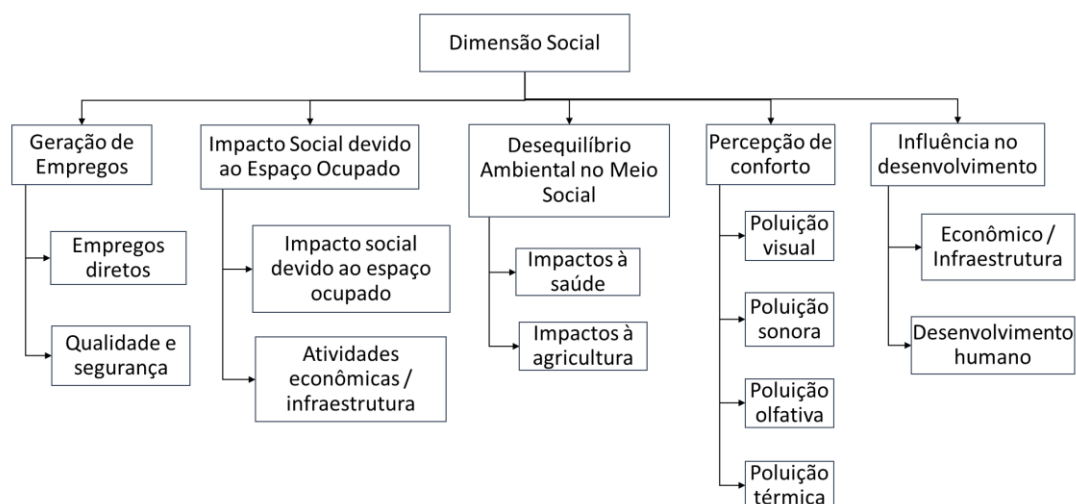 Dimensão Social
Geração de
Empregos
Empregos
diretos
Qualidade e
segurança
Impacto Social devido
ao Espaço Ocupado
Impacto social
devido ao espaço
ocupado
Atividades
econômicas /
infraestrutura
Desequilíbrio
Ambiental no Meio
Social
Impactos à
saúde
Impactos à
agricultura
Percepção de
conforto
Poluição
visual
Poluição
sonora
Poluição
olfativa
Poluição
térmica
Influência no
desenvolvimento
Econômico /
Infraestrutura
Desenvolvimento
humano